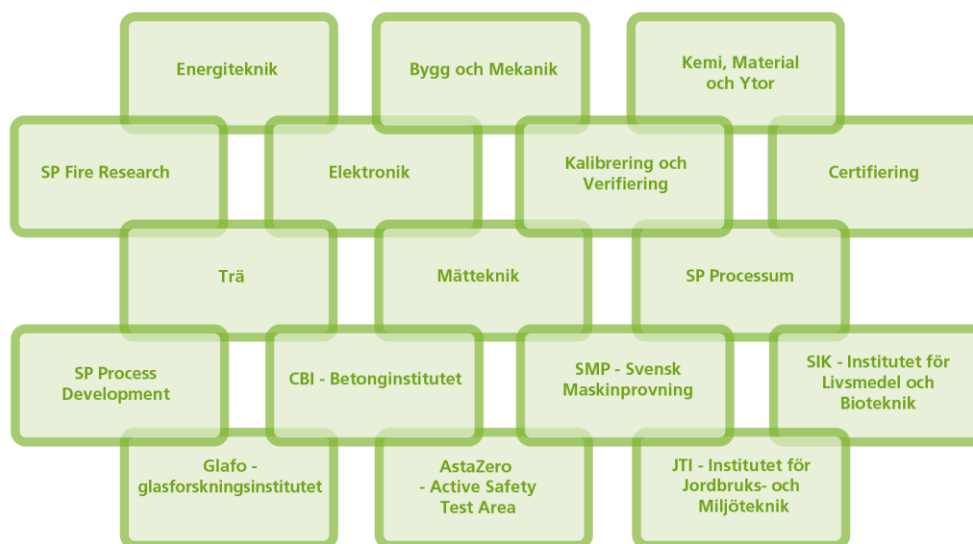 Energiteknik
Bygg och Mekanik
Kemi, Material
och Ytor
SP Fire Research
Elektronik
Kalibrering och
Verifiering
Certifiering
Trä
Mätteknik
SP Processum
SP Process
Development
CBI - Betonginstitutet
SMP - Svensk
Maskinprovning
SIK - Institutet för
Livsmedel och
Bioteknik
Glafo -
glasforskningsinstitutet
AstaZero
- Active Safety
Test Area
JTI - Institutet för
Jordbruks- och
Miljöteknik